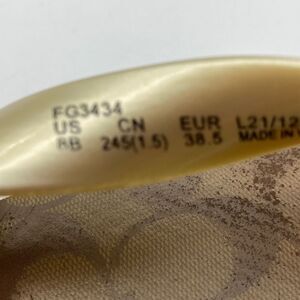 FG3434
US CN EUR L21/12
8B 245(1.5) 38.5 MADE IN